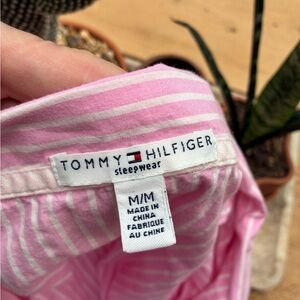 TOMMY HILFIGER
sleepwear
M/M
MADE IN
CHINA
FABRIQUE
AU CHINE